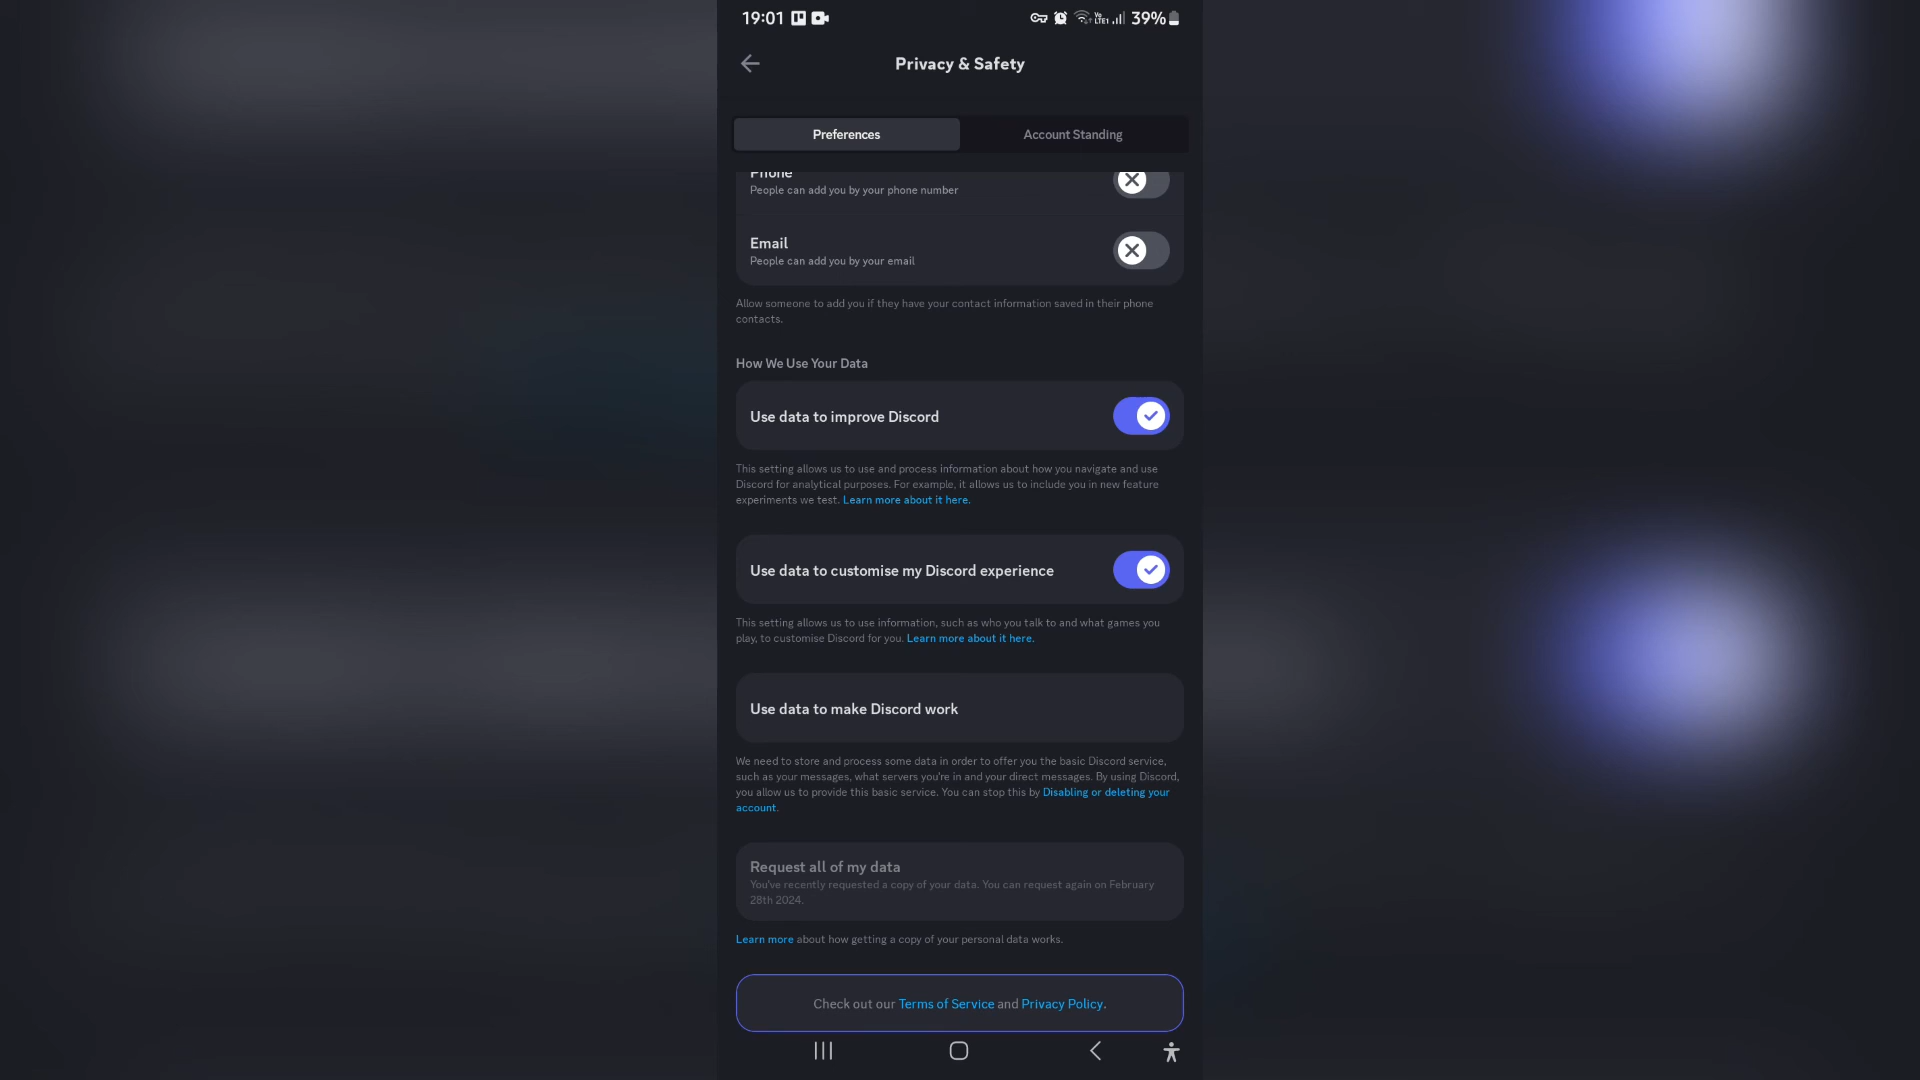 19:01 39%
Privacy & Safety
Preferences Account Standing
Phone
People can add you by your phone number
Email
People can add you by your email
Allow someone to add you if they have your contact information saved in their phone
contacts.
How We Use Your Data
Use data to improve Discord
This setting allows us to use and process information about how you navigate and use
Discord for analytical purposes. For example, it allows us to include you in new feature
experiments we test. Learn more about it here.
Use data to customise my Discord experience
This setting allows us to use information, such as who you talk to and what games you
play, to customise Discord for you. Learn more about it here.
Use data to make Discord work
We need to store and process some data in order to offer you the basic Discord service,
such as your messages, what servers you're in and your direct messages. By using Discord,
you allow us to provide this basic service. You can stop this by Disabling or deleting your
account.
Request all of my data
You've recently requested a copy of your data. You can request again on February
28th 2024.
Learn more about how getting a copy of your personal data works.
Check out our Terms of Service and Privacy Policy.